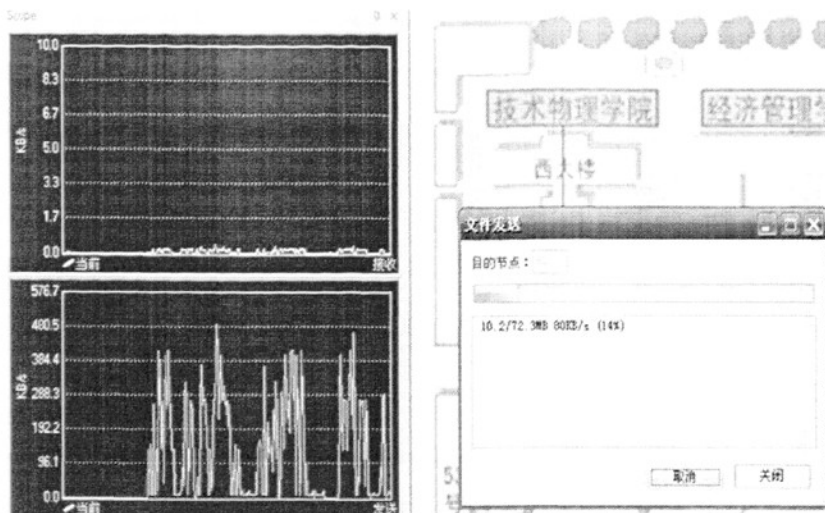 Scope
10.0
8.3
6.7
5.0
3.3
1.7
0.0
KB/s
当前
接收
576.7
480.5
384.4
288.3
192.2
96.1
0.0
KB/s
当前
发送
技术物理学院
经济管理学
西大楼
文件发送
目的节点：
10.2/72.3MB 80KB/s (14%)
取消
关闭